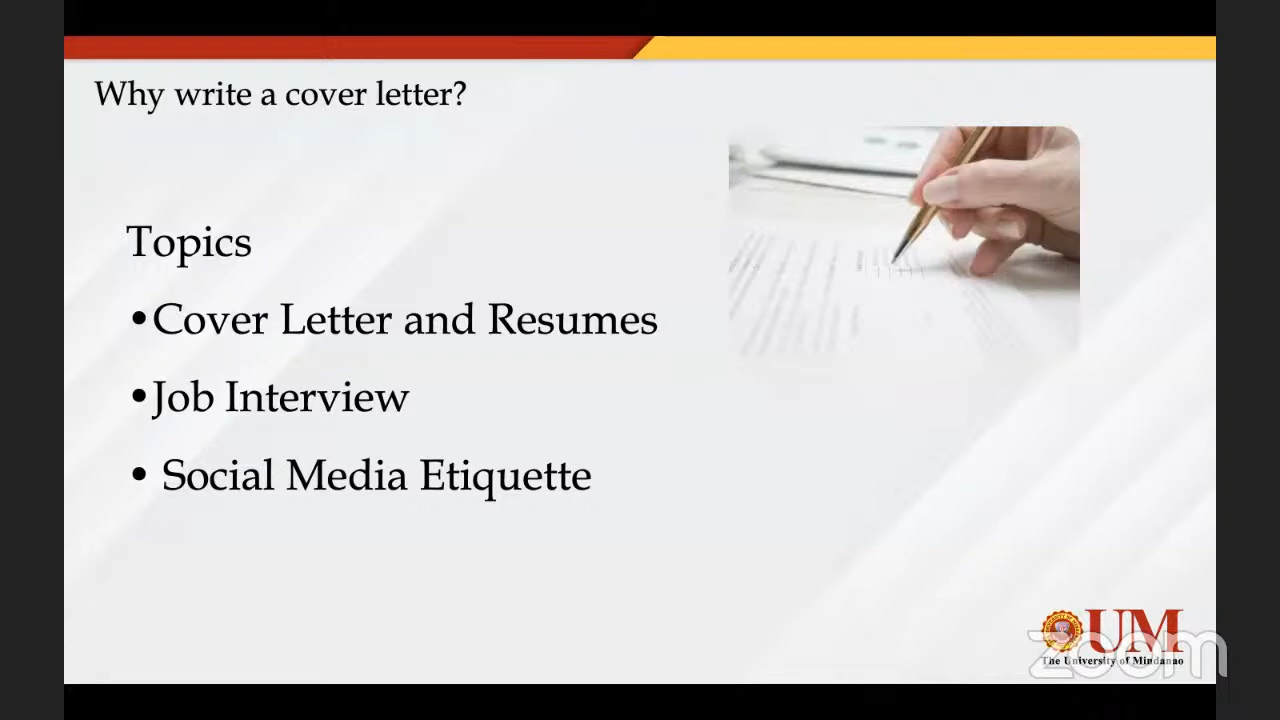 Why write a cover letter?
Topics
•Cover Letter and Resumes
•Job Interview
• Social Media Etiquette
UM
The University of Mindanao
zoom